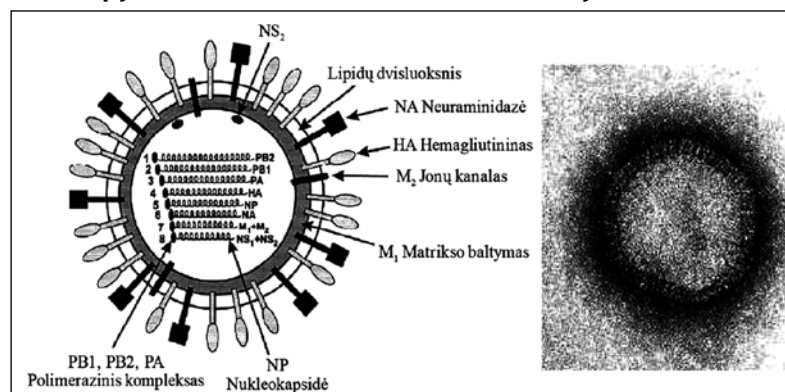 NS₂
Lipidų dvisluoksnis
NA Neuraminidazė
HA Hemagliutininas
M₂ Jonų kanalas
M₁ Matrikso baltymas
1 PB2
2 PB1
3 PA
4 HA
5 NP
6 NA
7 M₁+M₂
8 NS₁+NS₂
PB1, PB2, PA
Polimerazinis kompleksas
NP
Nukleokapsidė